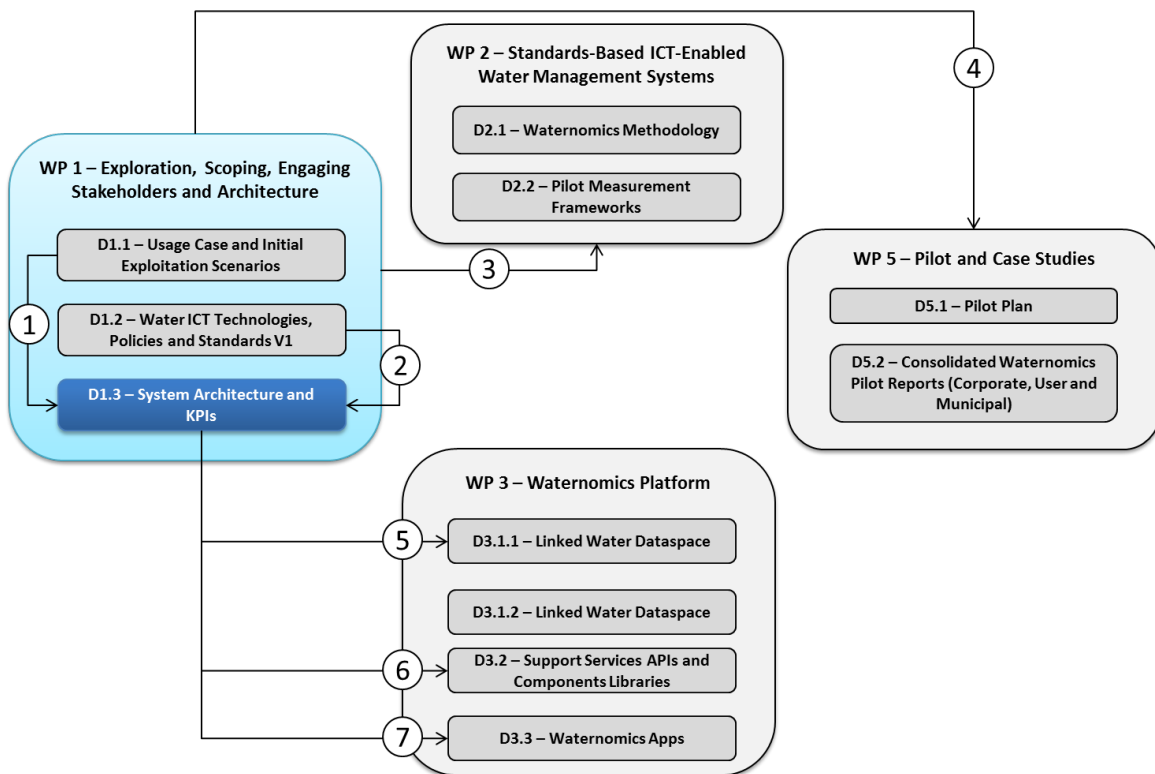 WP 2 – Standards-Based ICT-Enabled
Water Management Systems
D2.1 – Waternomics Methodology
D2.2 – Pilot Measurement
Frameworks
4
WP 1 – Exploration, Scoping, Engaging
Stakeholders and Architecture
D1.1 – Usage Case and Initial
Exploitation Scenarios
D1.2 – Water ICT Technologies,
Policies and Standards V1
D1.3 – System Architecture and
KPIs
1
2
3
WP 5 – Pilot and Case Studies
D5.1 – Pilot Plan
D5.2 – Consolidated Waternomics
Pilot Reports (Corporate, User and
Municipal)
WP 3 – Waternomics Platform
5
D3.1.1 – Linked Water Dataspace
D3.1.2 – Linked Water Dataspace
6
D3.2 – Support Services APIs and
Components Libraries
7
D3.3 – Waternomics Apps